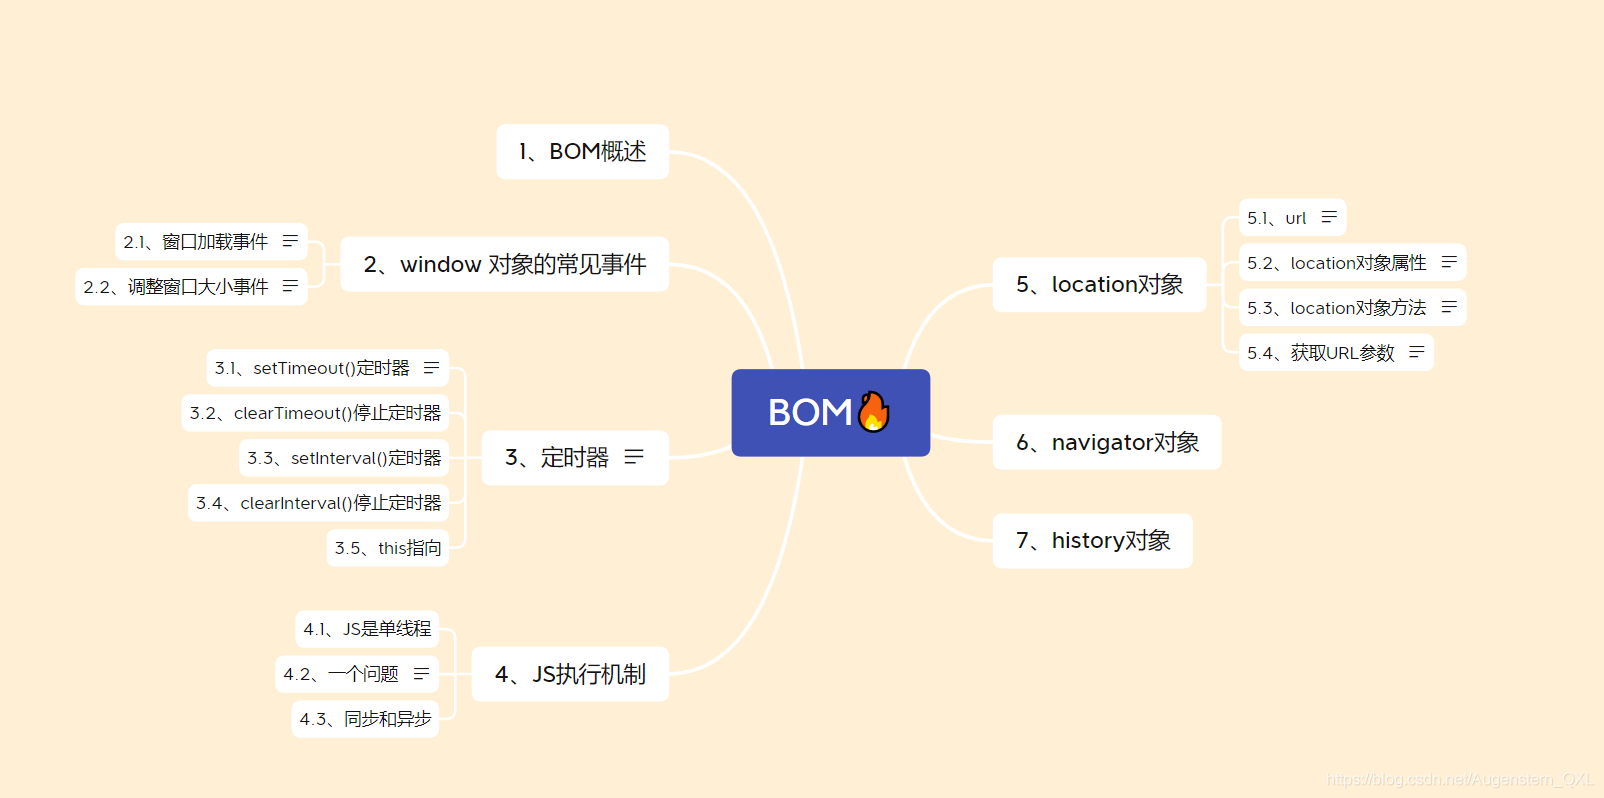 BOM
1、BOM概述
2、window 对象的常见事件
2.1、窗口加载事件
2.2、调整窗口大小事件
3、定时器
3.1、setTimeout()定时器
3.2、clearTimeout()停止定时器
3.3、setInterval()定时器
3.4、clearInterval()停止定时器
3.5、this指向
4、JS执行机制
4.1、JS是单线程
4.2、一个问题
4.3、同步和异步
5、location对象
5.1、url
5.2、location对象属性
5.3、location对象方法
5.4、获取URL参数
6、navigator对象
7、history对象
https://blog.csdn.net/Augenstern_QXL